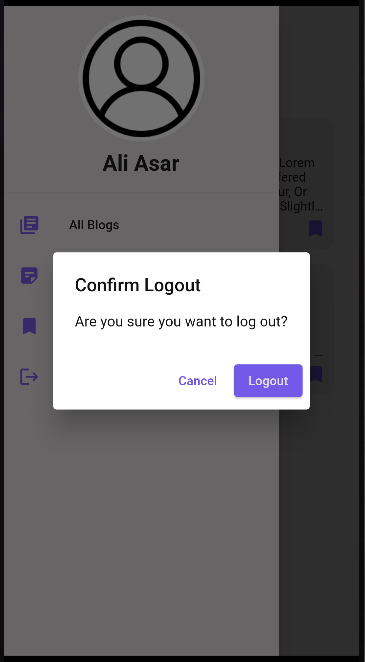 Ali Asar
Lorem
fered
ur, Or
Slightl...
All Blogs
Confirm Logout
Are you sure you want to log out?
...
Cancel
Logout